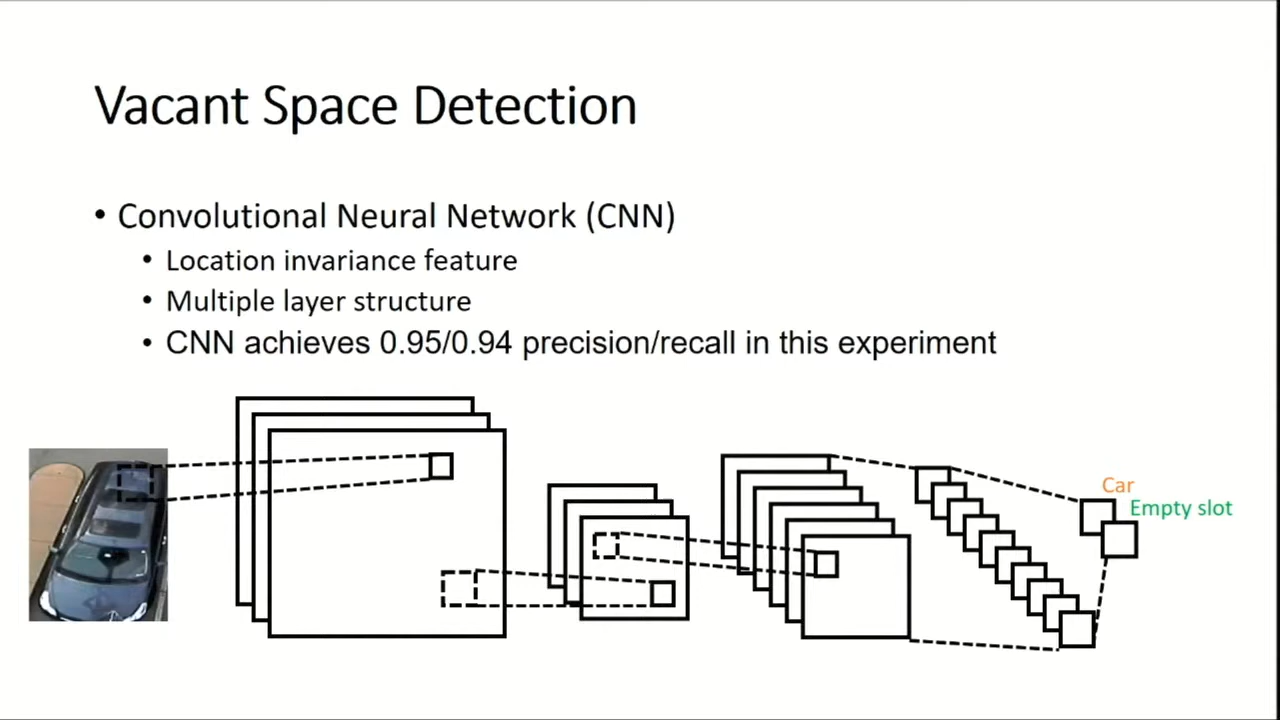 Vacant Space Detection
• Convolutional Neural Network (CNN)
• Location invariance feature
• Multiple layer structure
• CNN achieves 0.95/0.94 precision/recall in this experiment
Car
Empty slot